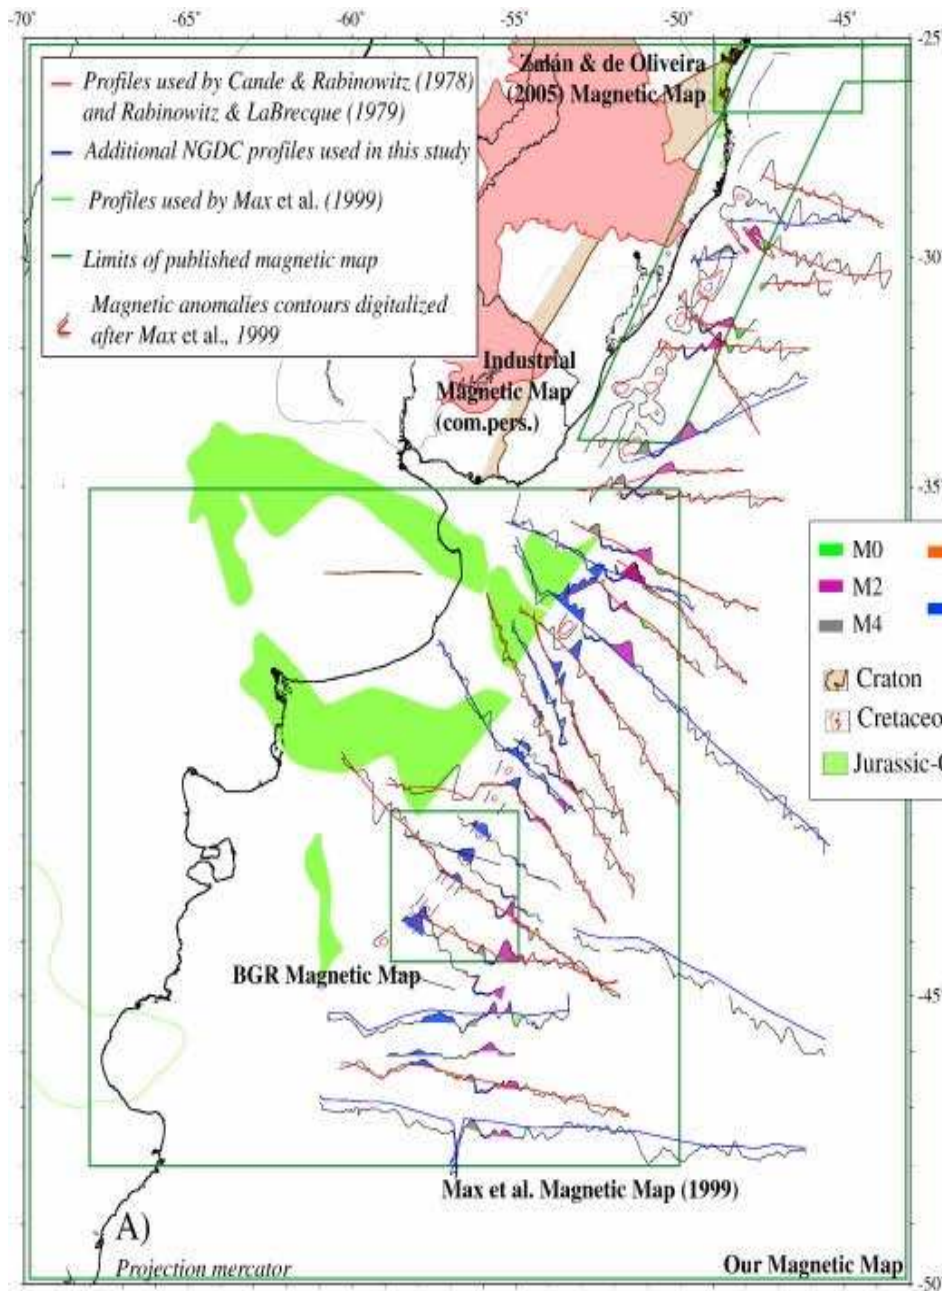 -70° -65° -60° -55° -50° -45°
-25°
Zalán & de Oliveira
(2005) Magnetic Map
Profiles used by Cande & Rabinowitz (1978)
and Rabinowitz & LaBrecque (1979)
Additional NGDC profiles used in this study
Profiles used by Max et al. (1999)
Limits of published magnetic map
Magnetic anomalies contours digitalized
after Max et al., 1999
-30°
Industrial
Magnetic Map
(com.pers.)
-35°
M0
M2
M4
Craton
Cretaceo
Jurassic-C
BGR Magnetic Map
-45°
Max et al. Magnetic Map (1999)
A)
Projection mercator
Our Magnetic Map
-50°